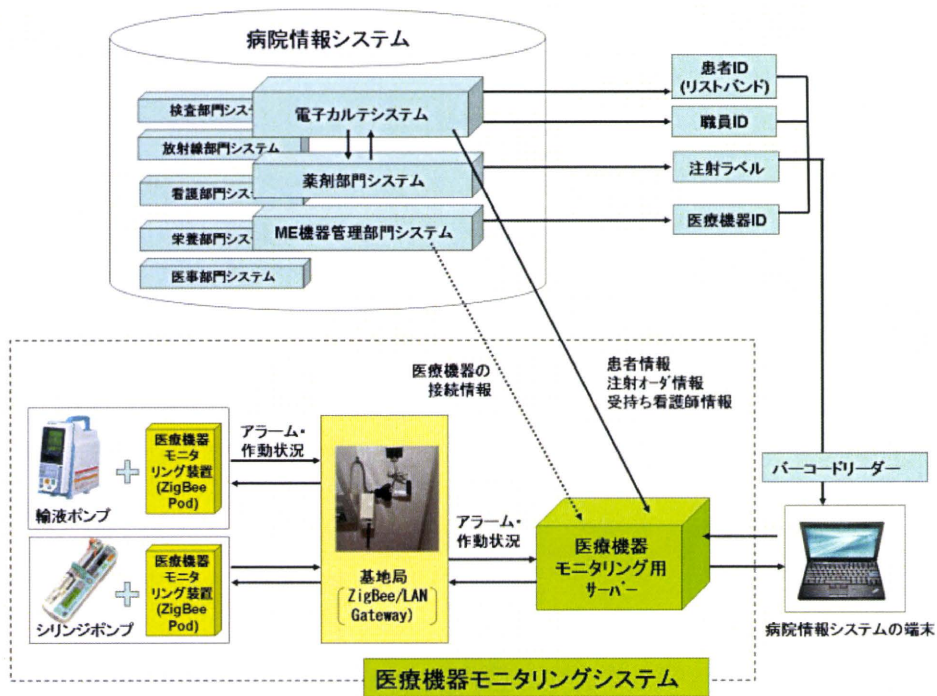 病院情報システム
検査部門システ
放射線部門システム
看護部門システ
栄養部門システ
医事部門システム
電子カルテシステム
薬剤部門システム
ME機器管理部門システム
患者ID
(リストバンド)
職員ID
注射ラベル
医療機器ID
医療機器の
接続情報
患者情報
注射オーダ情報
受持ち看護師情報
バーコードリーダー
輸液ポンプ
医療機器
モニタ
リング装置
(ZigBee
Pod)
アラーム・
作動状況
シリンジポンプ
医療機器
モニタ
リング装置
(ZigBee
Pod)
基地局
ZigBee/LAN
Gateway)
アラーム・
作動状況
医療機器
モニタリング用
サーバー
病院情報システムの端末
医療機器モニタリングシステム